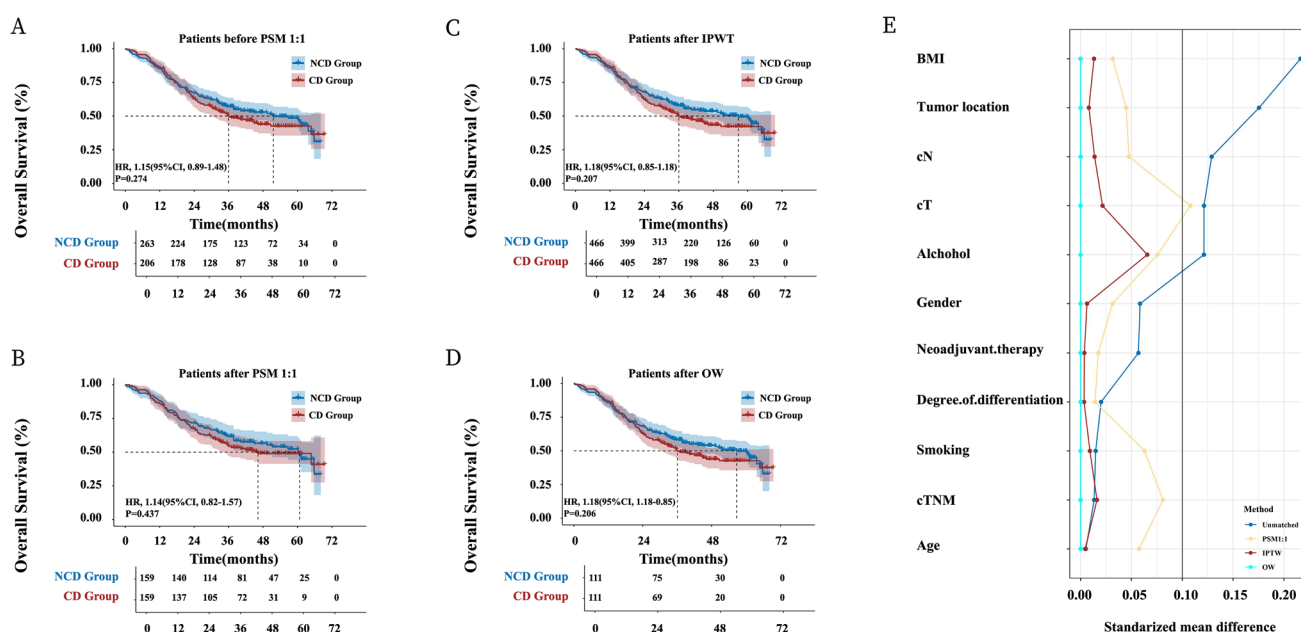 A
Patients before PSM 1:1
Overall Survival (%)
1.00
0.75
0.50
0.25
0.00
NCD Group
CD Group
HR, 1.15(95%CI, 0.89-1.48)
P=0.274
0 12 24 36 48 60 72
Time(months)
NCD Group 263 224 175 123 72 34 0
CD Group 206 178 128 87 38 10 0
0 12 24 36 48 60 72
B
Patients after PSM 1:1
Overall Survival (%)
1.00
0.75
0.50
0.25
0.00
NCD Group
CD Group
HR, 1.14(95%CI, 0.82-1.57)
P=0.437
0 12 24 36 48 60 72
Time(months)
NCD Group 159 140 114 81 47 25 0
CD Group 159 137 105 72 31 9 0
0 12 24 36 48 60 72
C
Patients after IPWT
Overall Survival (%)
1.00
0.75
0.50
0.25
0.00
NCD Group
CD Group
HR, 1.18(95%CI, 0.85-1.18)
P=0.207
0 12 24 36 48 60 72
Time(months)
NCD Group 466 399 313 220 126 60 0
CD Group 466 405 287 198 86 23 0
0 12 24 36 48 60 72
D
Patients after OW
Overall Survival (%)
1.00
0.75
0.50
0.25
0.00
NCD Group
CD Group
HR, 1.18(95%CI, 1.18-0.85)
P=0.206
0 24 48 72
Time(months)
NCD Group 111 75 30 0
CD Group 111 69 20 0
0 24 48 72
E
BMI
Tumor location
cN
cT
Alchohol
Gender
Neoadjuvant.therapy
Degree.of.differentiation
Smoking
cTNM
Age
Method
Unmatched
PSM1:1
IPTW
OW
0.00 0.05 0.10 0.15 0.20
Standarized mean difference